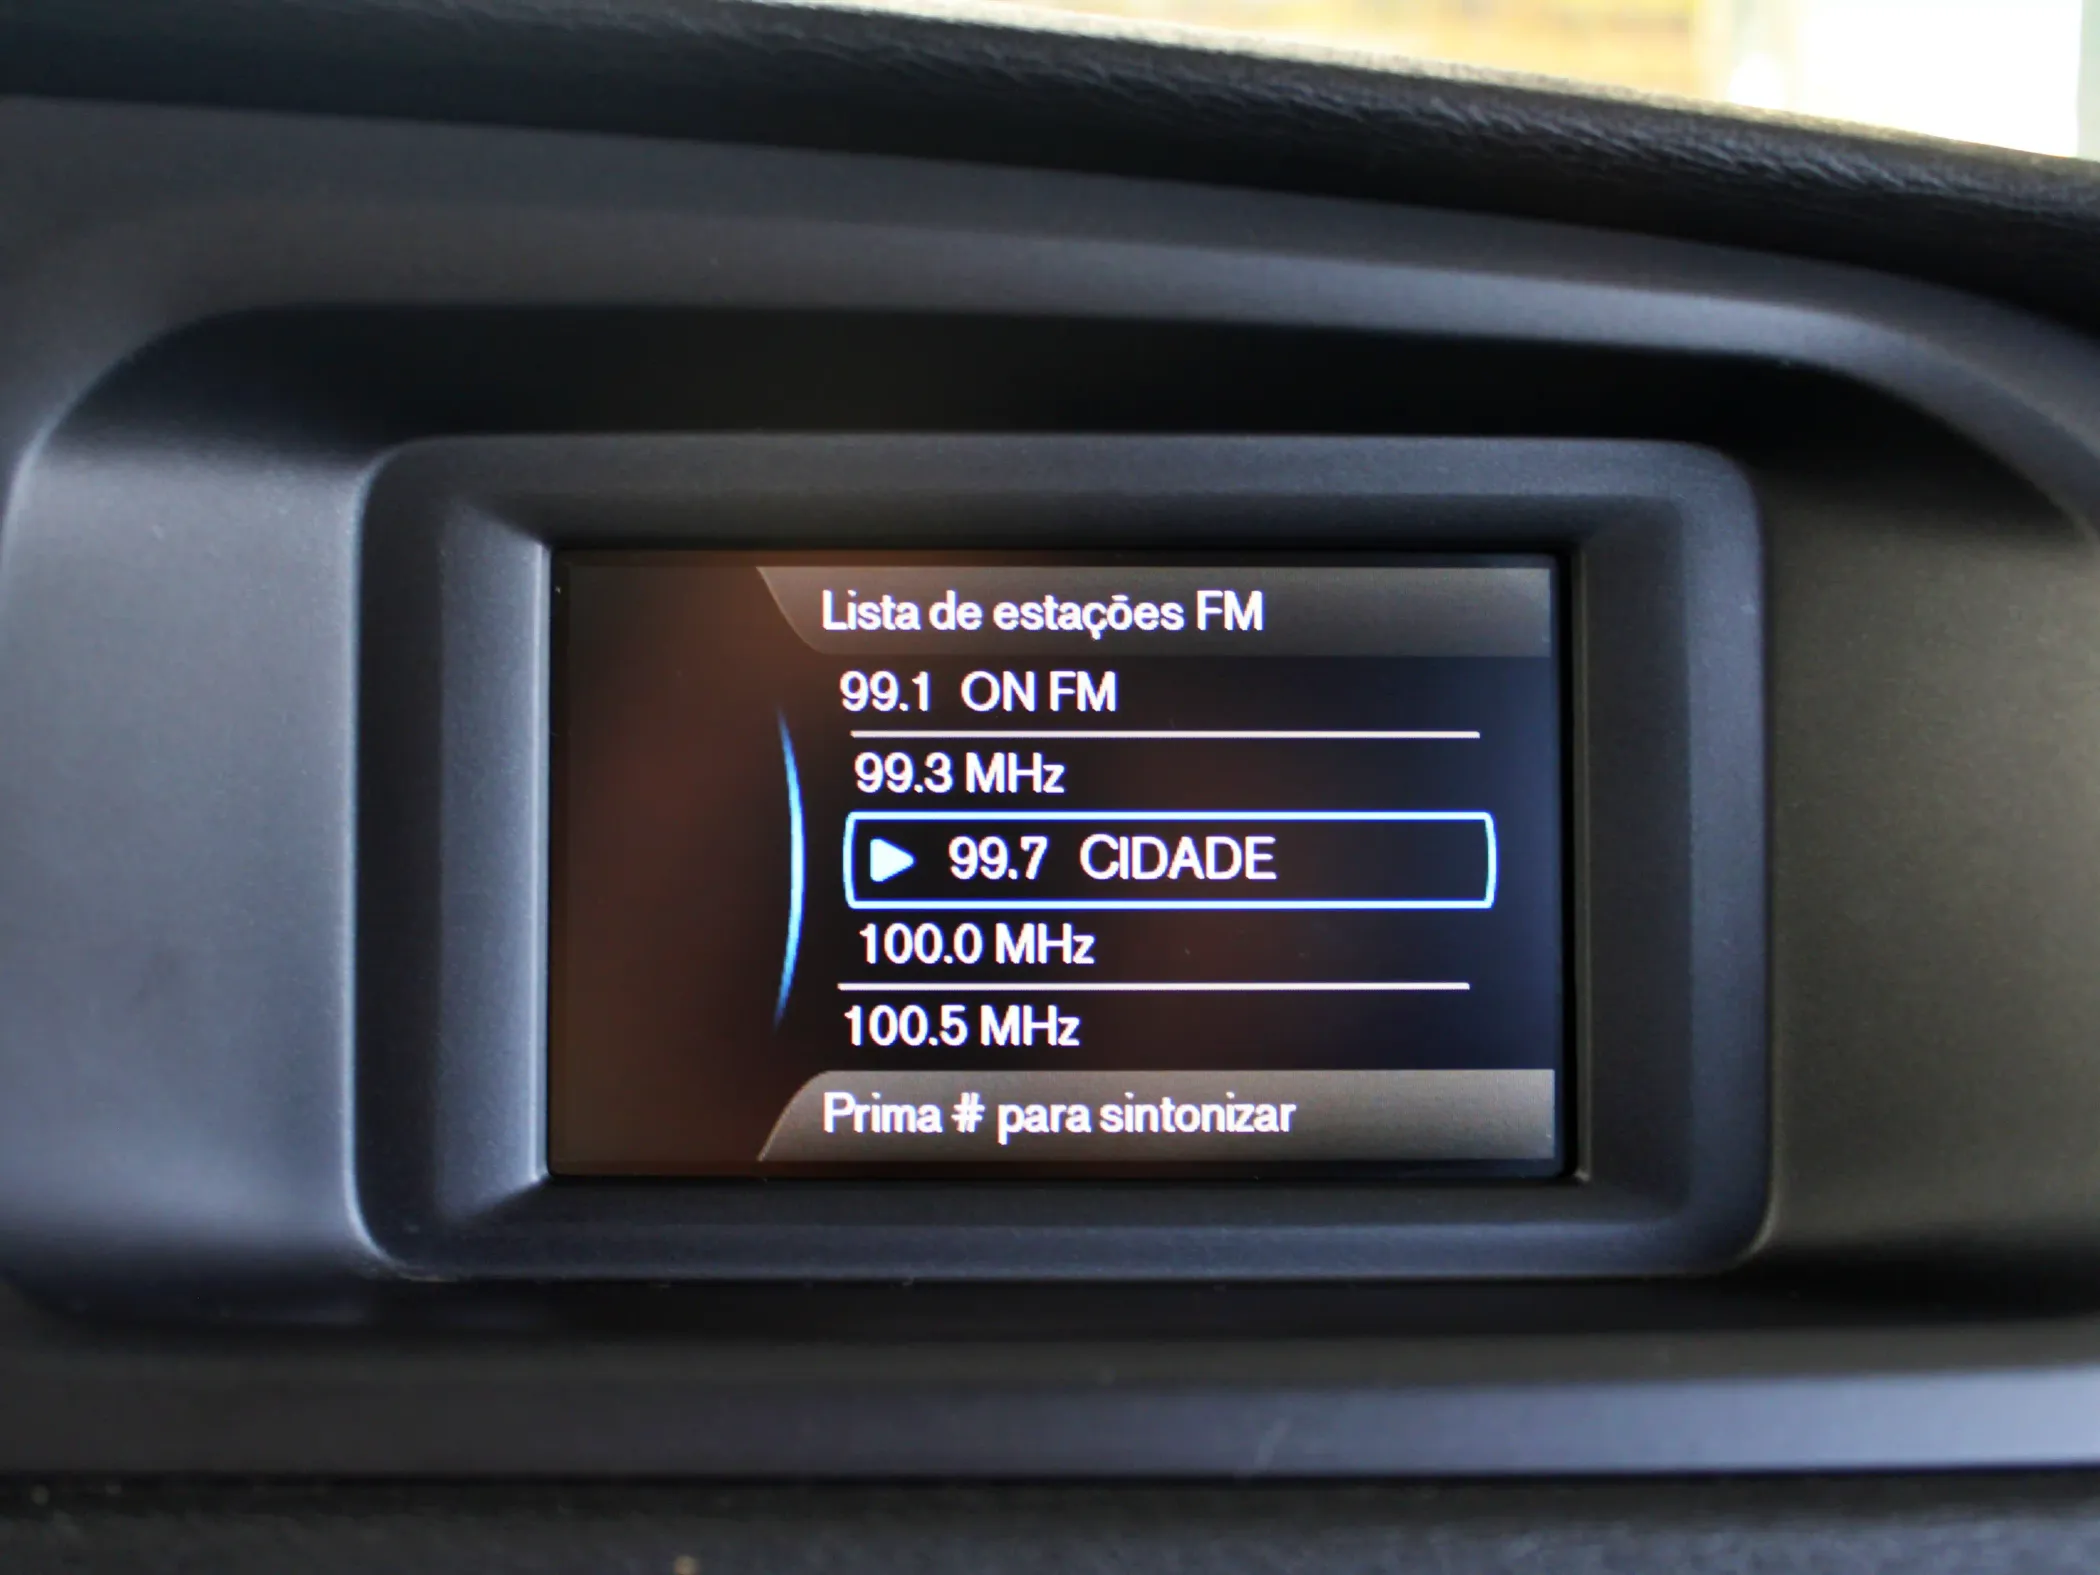 Lista de estações FM
99.1 ON FM
99.3 MHz
99.7 CIDADE
100.0 MHz
100.5 MHz
Prima # para sintonizar